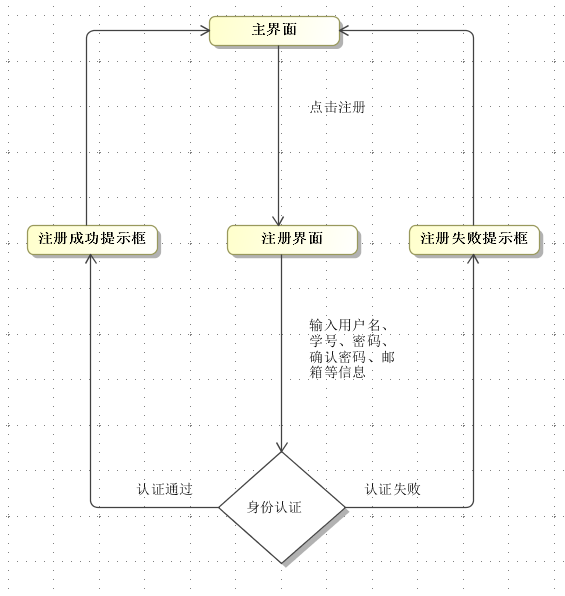 主界面
点击注册
注册成功提示框
注册界面
注册失败提示框
输入用户名、
学号、密码、
确认密码、邮
箱等信息
认证通过
认证失败
身份认证